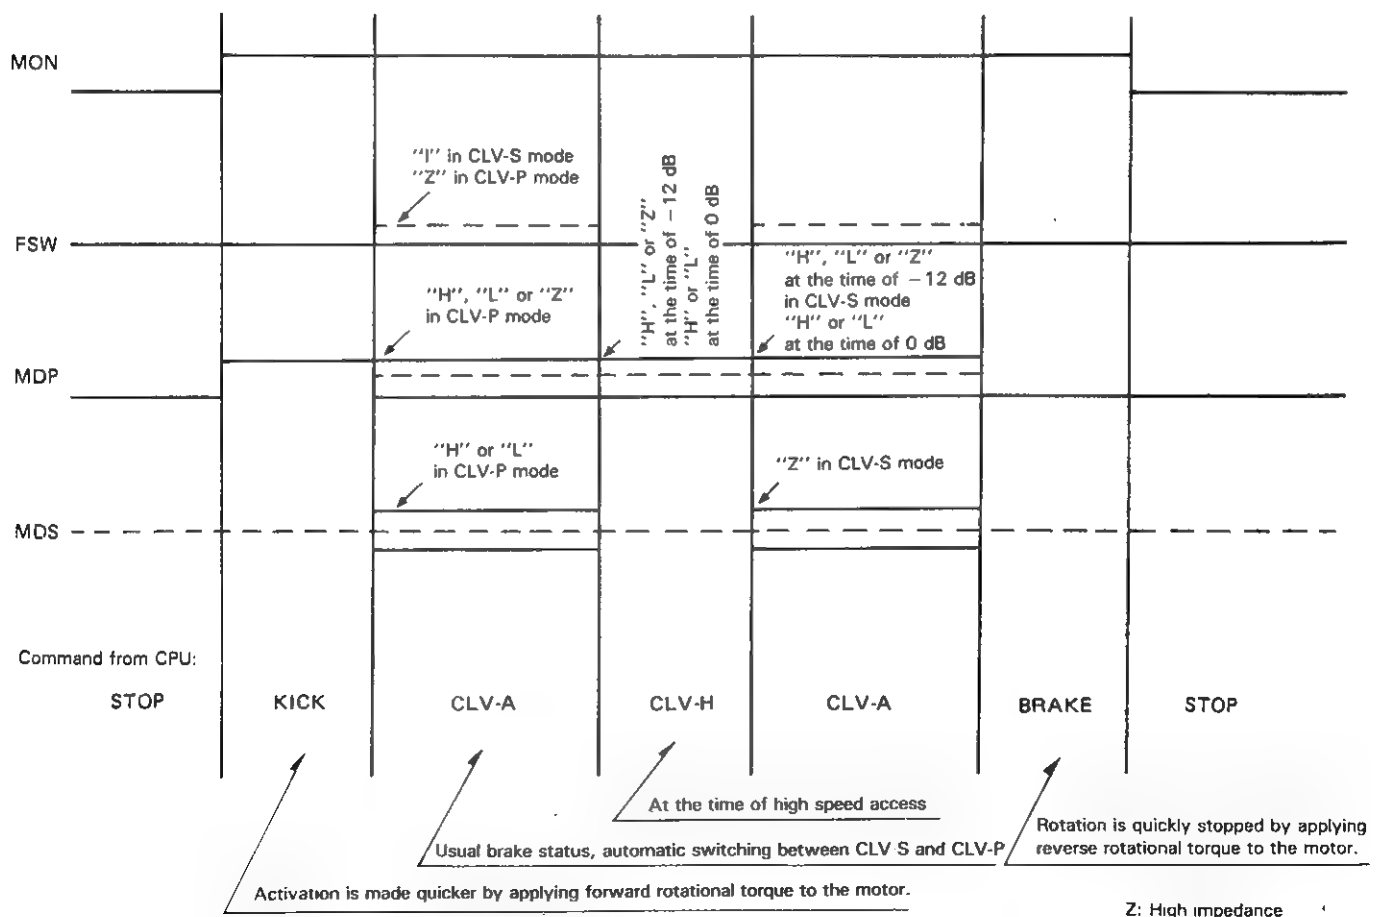 MON
"I" in CLV-S mode
"Z" in CLV-P mode
FSW
"H", "L" or "Z"
in CLV-P mode
"H", "L" or "Z"
at the time of −12 dB
"H" or "L"
at the time of 0 dB
"H", "L" or "Z"
at the time of −12 dB
in CLV-S mode
"H" or "L"
at the time of 0 dB
MDP
"H" or "L"
in CLV-P mode
"Z" in CLV-S mode
MDS
Command from CPU:
STOP KICK CLV-A CLV-H CLV-A BRAKE STOP
At the time of high speed access
Usual brake status, automatic switching between CLV S and CLV-P
Activation is made quicker by applying forward rotational torque to the motor.
Rotation is quickly stopped by applying
reverse rotational torque to the motor.
Z: High impedance